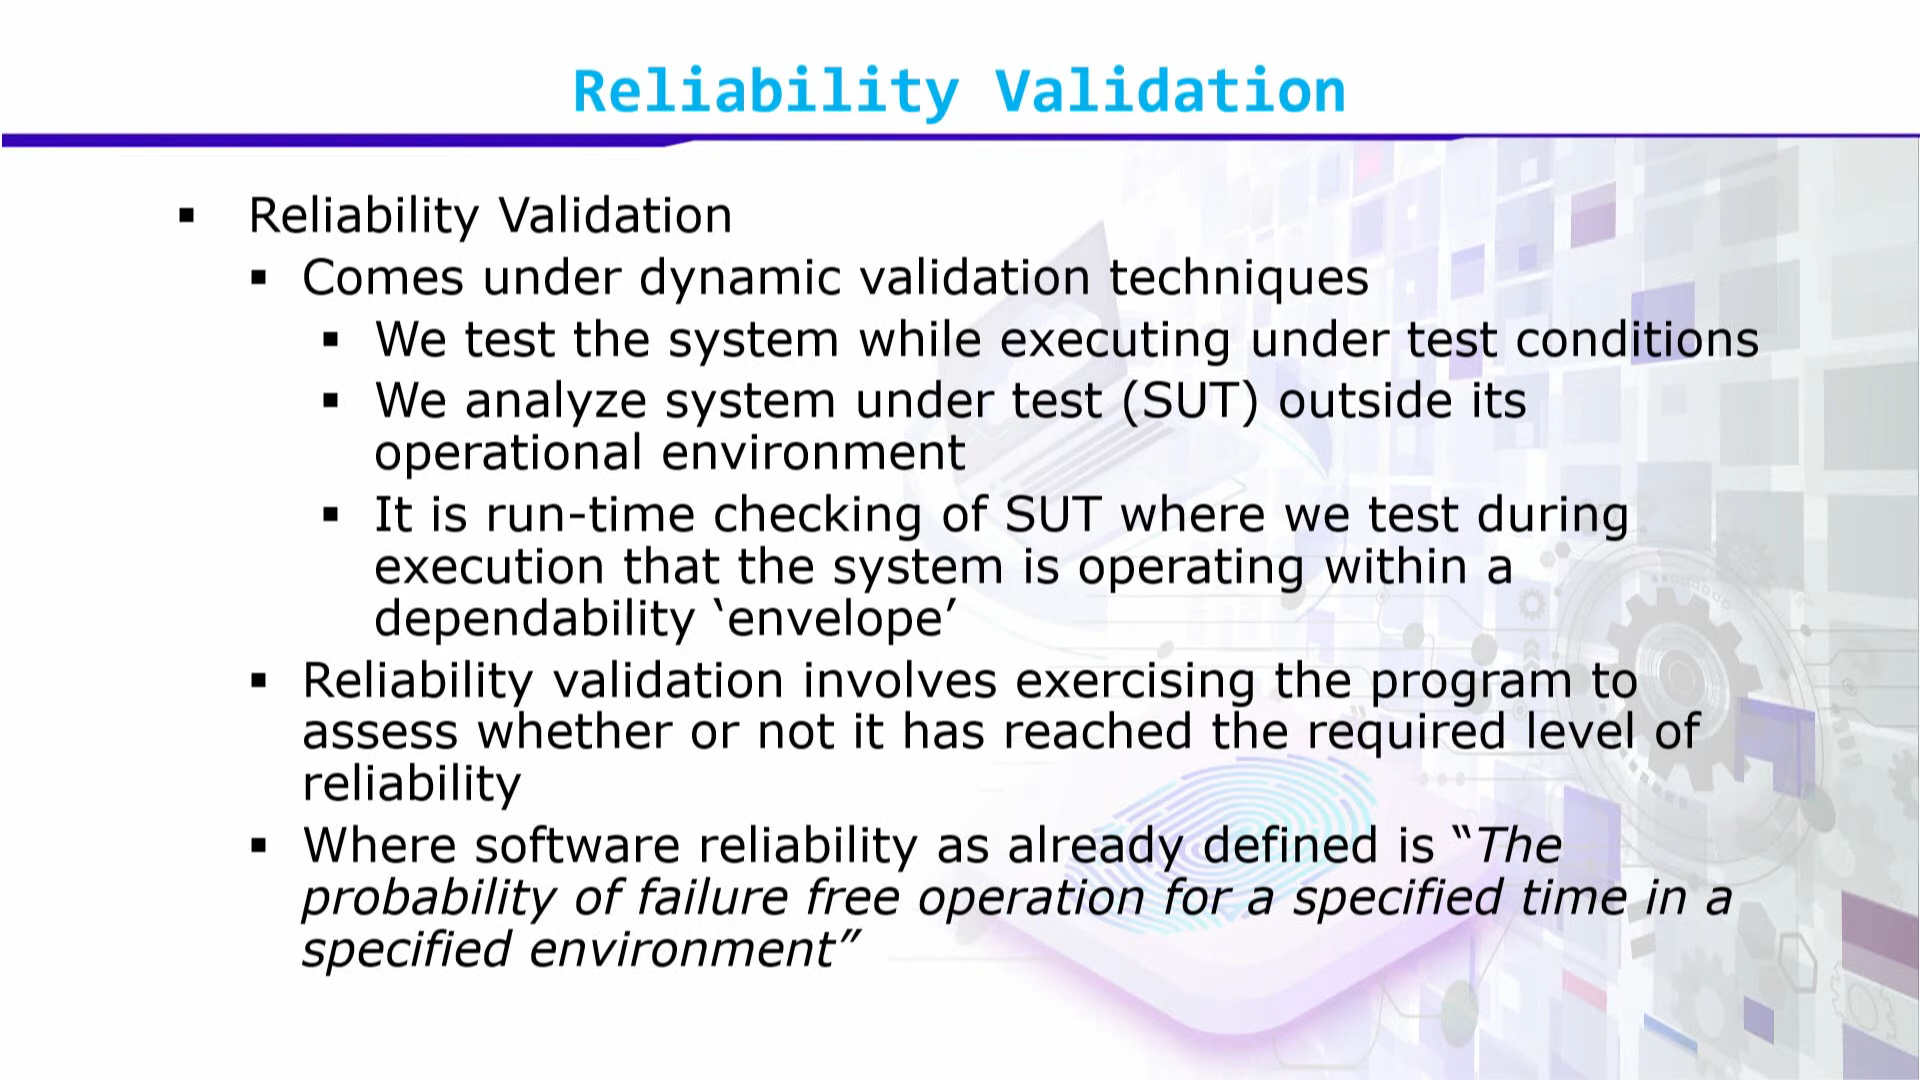 Reliability Validation
▪ Reliability Validation
▪ Comes under dynamic validation techniques
▪ We test the system while executing under test conditions
▪ We analyze system under test (SUT) outside its
operational environment
▪ It is run-time checking of SUT where we test during
execution that the system is operating within a
dependability ‘envelope’
▪ Reliability validation involves exercising the program to
assess whether or not it has reached the required level of
reliability
▪ Where software reliability as already defined is “The
probability of failure free operation for a specified time in a
specified environment”